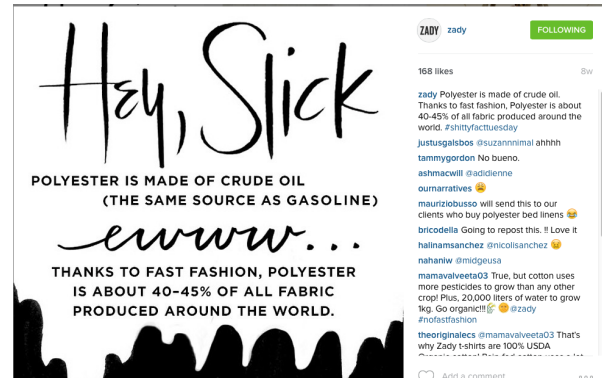 Hey, Slick
POLYESTER IS MADE OF CRUDE OIL
(THE SAME SOURCE AS GASOLINE)
ewww...
THANKS TO FAST FASHION, POLYESTER
IS ABOUT 40-45% OF ALL FABRIC
PRODUCED AROUND THE WORLD.
ZADY
zady
FOLLOWING
168 likes
8w
zady Polyester is made of crude oil.
Thanks to fast fashion, Polyester is about
40-45% of all fabric produced around the
world. #shittyfacttuesday
justusgalsbos @suzannnimal ahhhh
tammygordon No bueno.
ashmacwill @adidienne
ournarratives
mauriziobusso will send this to our
clients who buy polyester bed linens
bricodelia Going to repost this. !! Love it
halinamsanchez @nicolisanchez
nahaniw @midgeusa
mamavalveeta03 True, but cotton uses
more pesticides to grow than any other
crop! Plus, 20,000 liters of water to grow
1kg. Go organic!!! @zady
#nofastfashion
theoriginalecs @mamavalveeta03 That's
why Zady t-shirts are 100% USDA
Add a comment